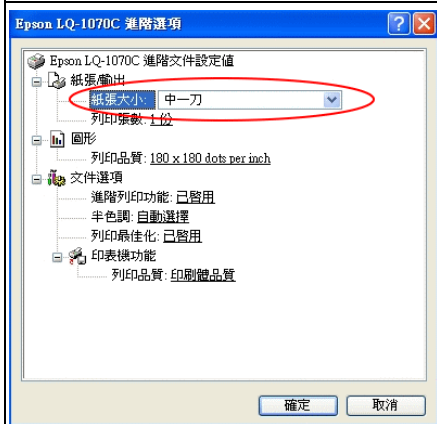 Epson LQ-1070C 進階選項
Epson LQ-1070C 進階文件設定值
紙張/輸出
紙張大小: 中一刀
列印張數: 1 份
圖形
列印品質: 180 x 180 dots per inch
文件選項
進階列印功能: 已啓用
半色調: 自動選擇
列印最佳化: 已啓用
印表機功能
列印品質: 印刷體品質
確定 取消